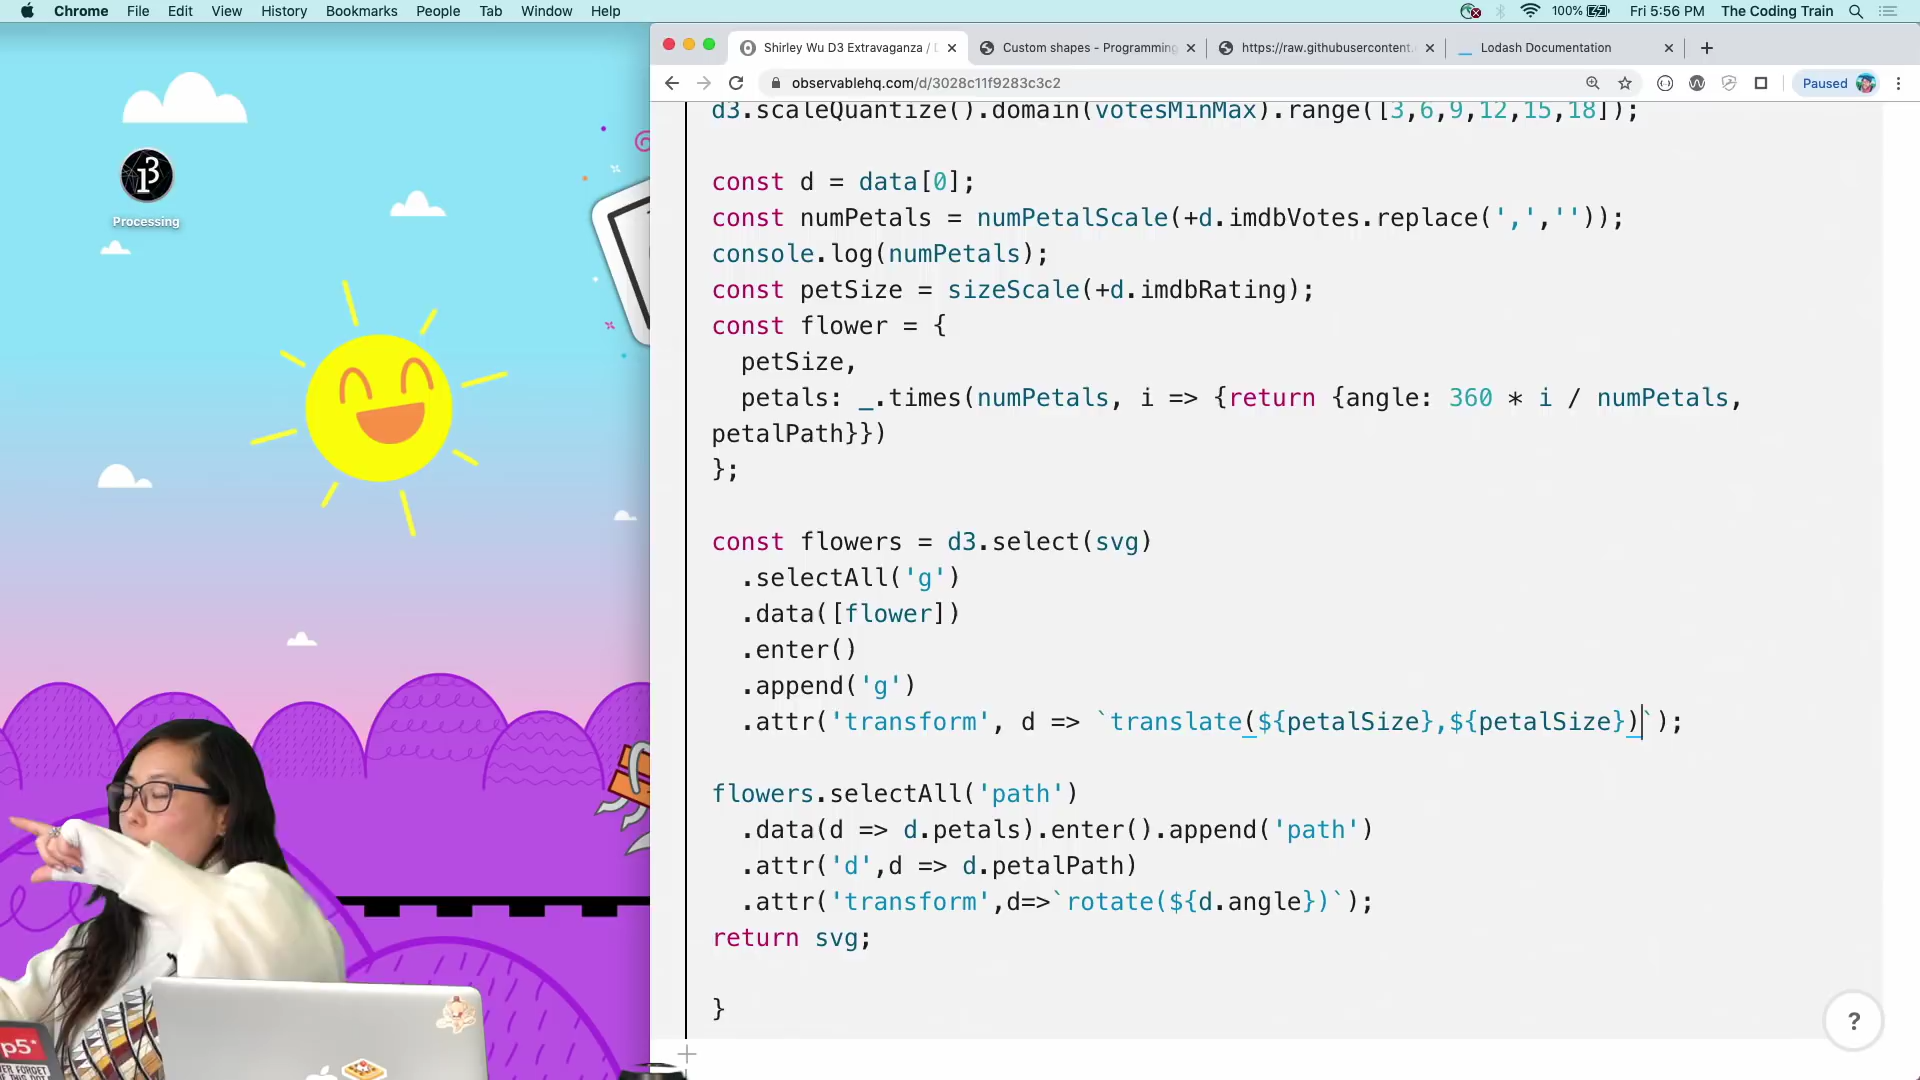 Chrome File Edit View History Bookmarks People Tab Window Help 100% Fri 5:56 PM The Coding Train
Shirley Wu D3 Extravaganza / Custom shapes - Programming https://raw.githubusercontent. Lodash Documentation
observablehq.com/d/3028c11f9283c3c2 Paused
Processing
d3.scaleQuantize().domain(votesMinMax).range([3,6,9,12,15,18]);
const d = data[0];
const numPetals = numPetalScale(+d.imdbVotes.replace(',',''));
console.log(numPetals);
const petSize = sizeScale(+d.imdbRating);
const flower = {
petSize,
petals: _.times(numPetals, i => {return {angle: 360 * i / numPetals,
petalPath}})
};
const flowers = d3.select(svg)
.selectAll('g')
.data([flower])
.enter()
.append('g')
.attr('transform', d => `translate(${petalSize},${petalSize})`);
flowers.selectAll('path')
.data(d => d.petals).enter().append('path')
.attr('d',d => d.petalPath)
.attr('transform',d=>`rotate(${d.angle})`);
return svg;
}
?
p5*